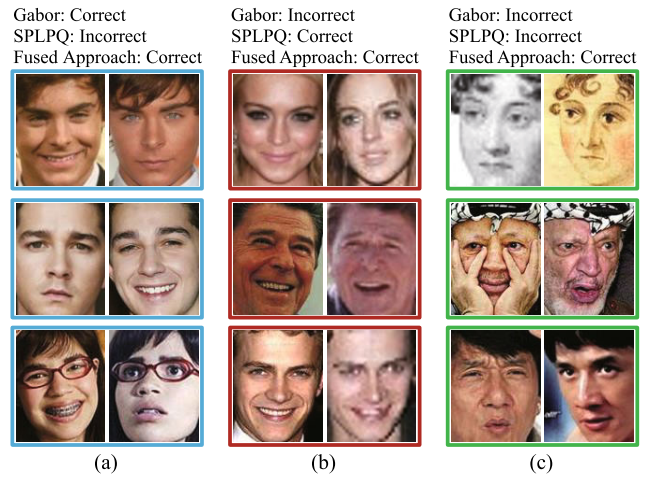 Gabor: Correct
SPLPQ: Incorrect
Fused Approach: Correct
Gabor: Incorrect
SPLPQ: Correct
Fused Approach: Correct
Gabor: Incorrect
SPLPQ: Incorrect
Fused Approach: Correct
(a)
(b)
(c)